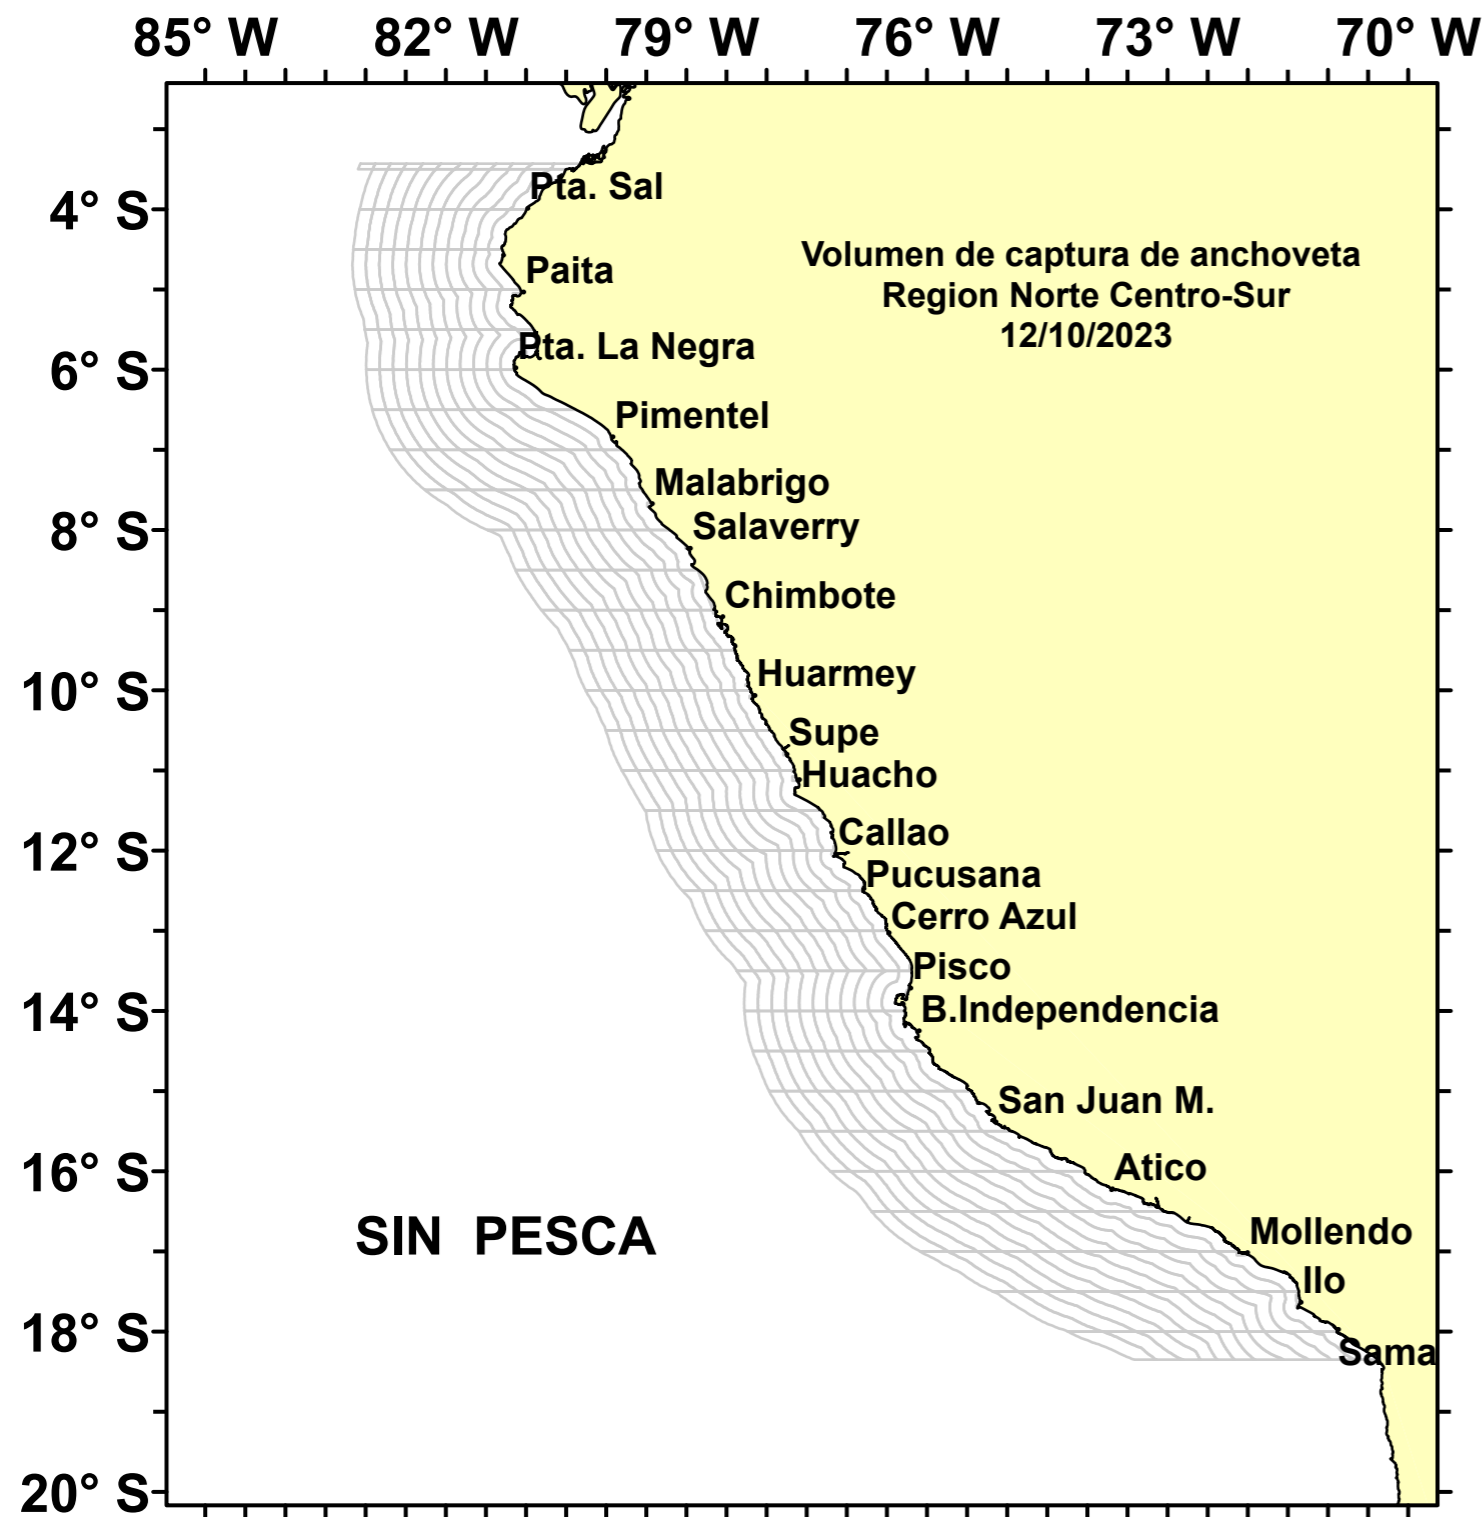 85° W 82° W 79° W 76° W 73° W 70° W
4° S
6° S
8° S
10° S
12° S
14° S
16° S
18° S
20° S
Volumen de captura de anchoveta
Region Norte Centro-Sur
12/10/2023
Pta. Sal
Paita
Pta. La Negra
Pimentel
Malabrigo
Salaverry
Chimbote
Huarmey
Supe
Huacho
Callao
Pucusana
Cerro Azul
Pisco
B.Independencia
San Juan M.
Atico
Mollendo
Ilo
Sama
SIN PESCA